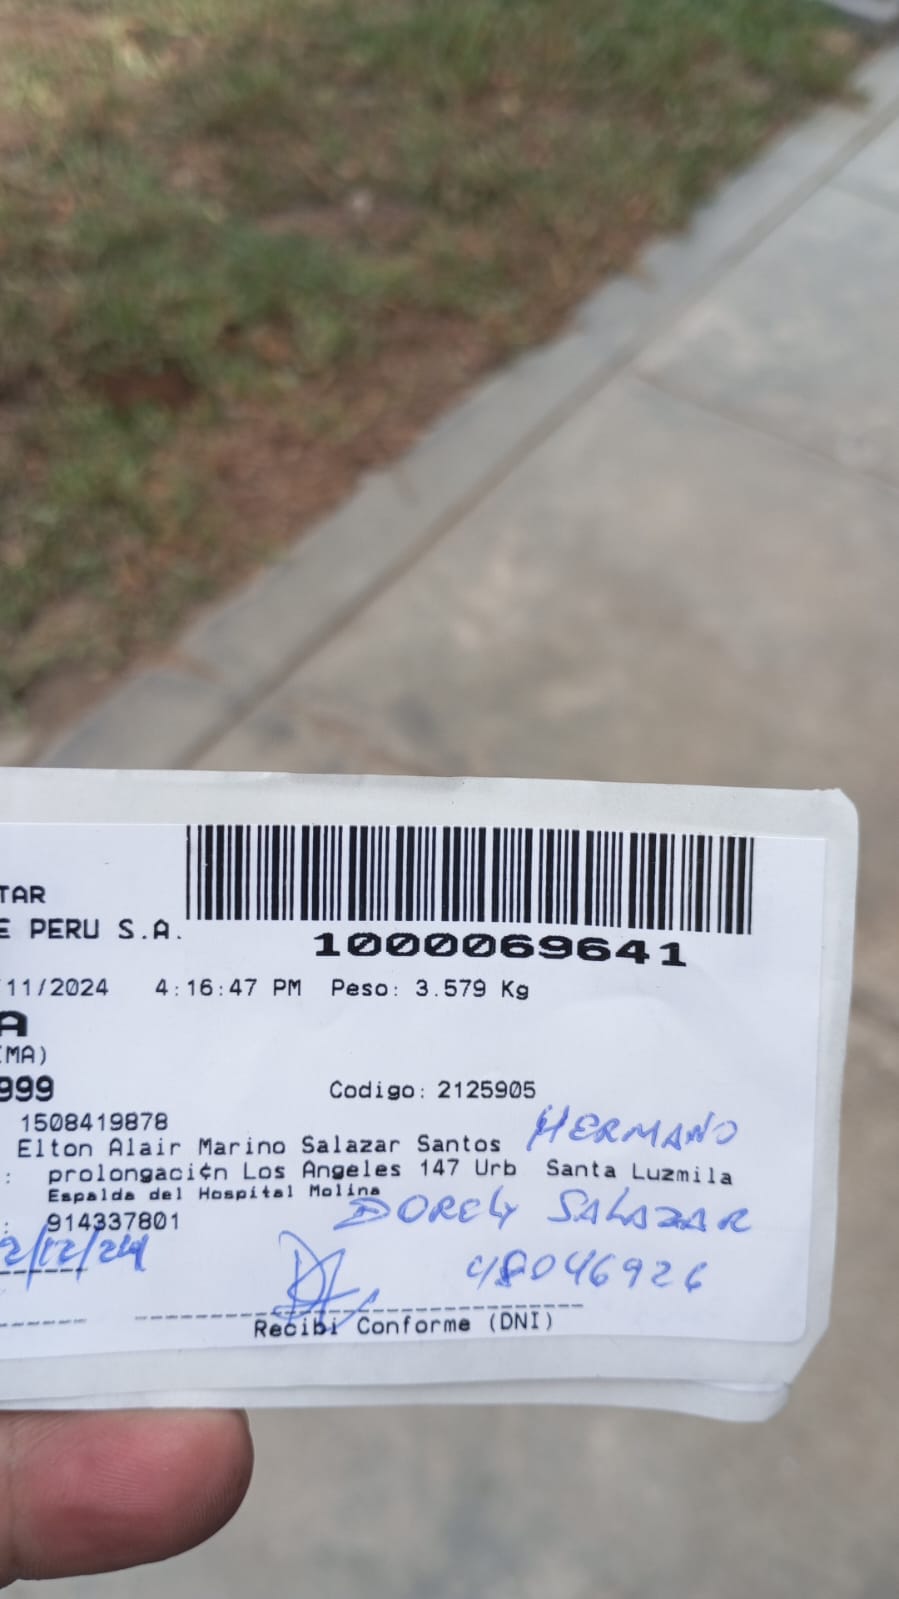 TAR
E PERU S.A.
1000069641
/11/2024 4:16:47 PM Peso: 3.579 Kg
A
(MA)
999
Codigo: 2125905
1508419878
Elton Alair Marino Salazar Santos HERMANO
: prolongaci¢n Los Angeles 147 Urb Santa Luzmila
Espalda del Hospital Molina
DORELY SALAZAR
: 914337801
2/12/24
48046926
Recibi Conforme (DNI)